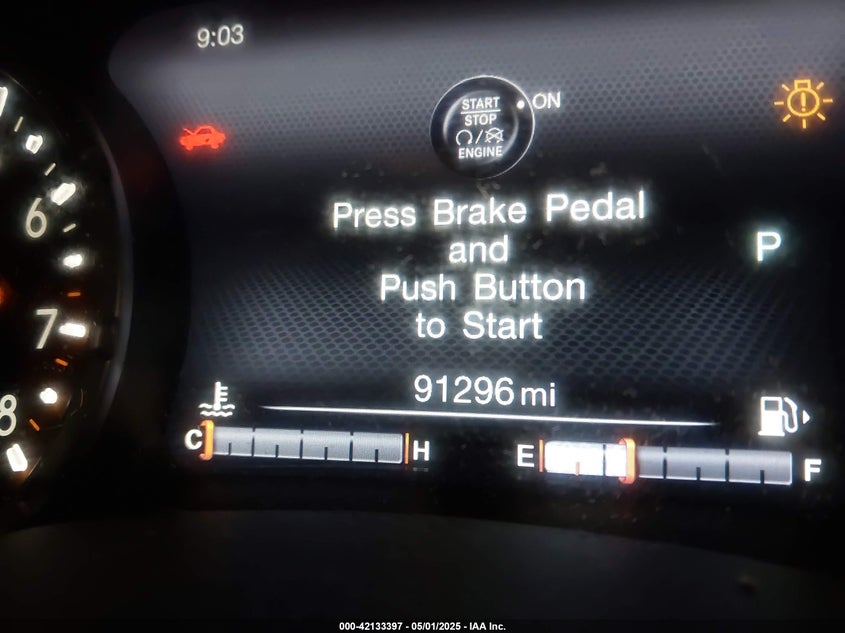 9:03
START
STOP
ENGINE
ON
Press Brake Pedal
and
Push Button
to Start
P
6
7
8
91296 mi
C H
E F
000-42133397 - 05/01/2025 - IAA Inc.